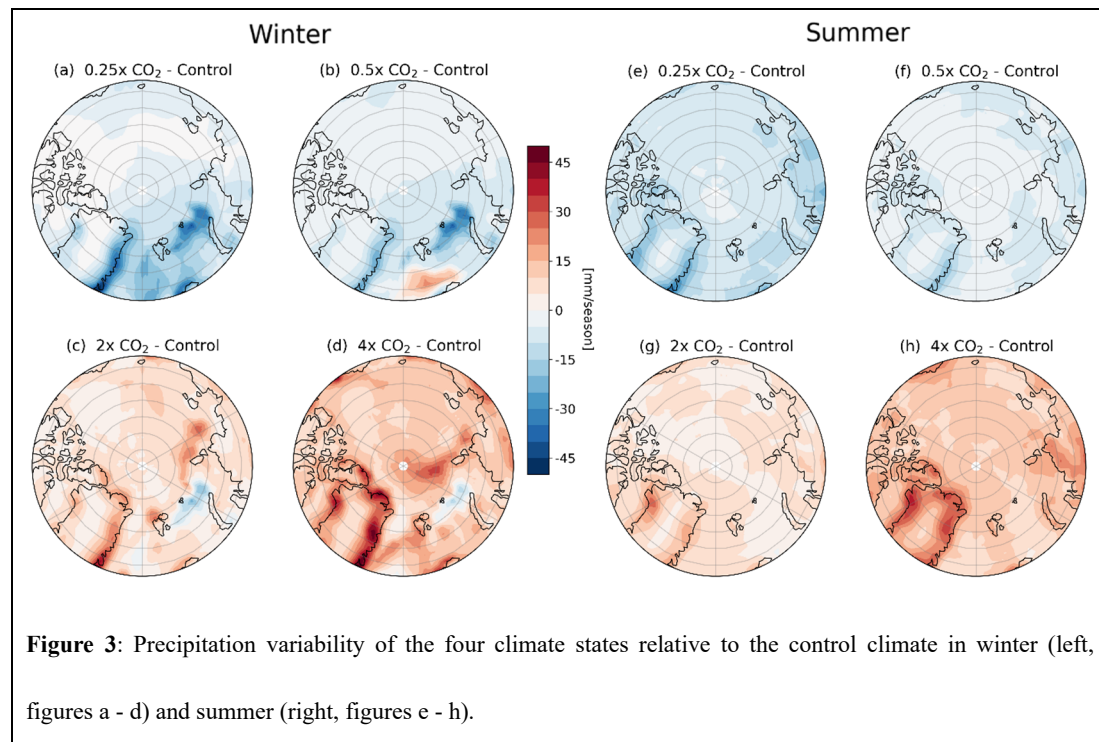 Winter
Summer
(a) 0.25x CO₂ - Control
(b) 0.5x CO₂ - Control
(e) 0.25x CO₂ - Control
(f) 0.5x CO₂ - Control
45
30
15
0
-15
-30
-45
[mm/season]
(c) 2x CO₂ - Control
(d) 4x CO₂ - Control
(g) 2x CO₂ - Control
(h) 4x CO₂ - Control
Figure 3: Precipitation variability of the four climate states relative to the control climate in winter (left,
figures a - d) and summer (right, figures e - h).